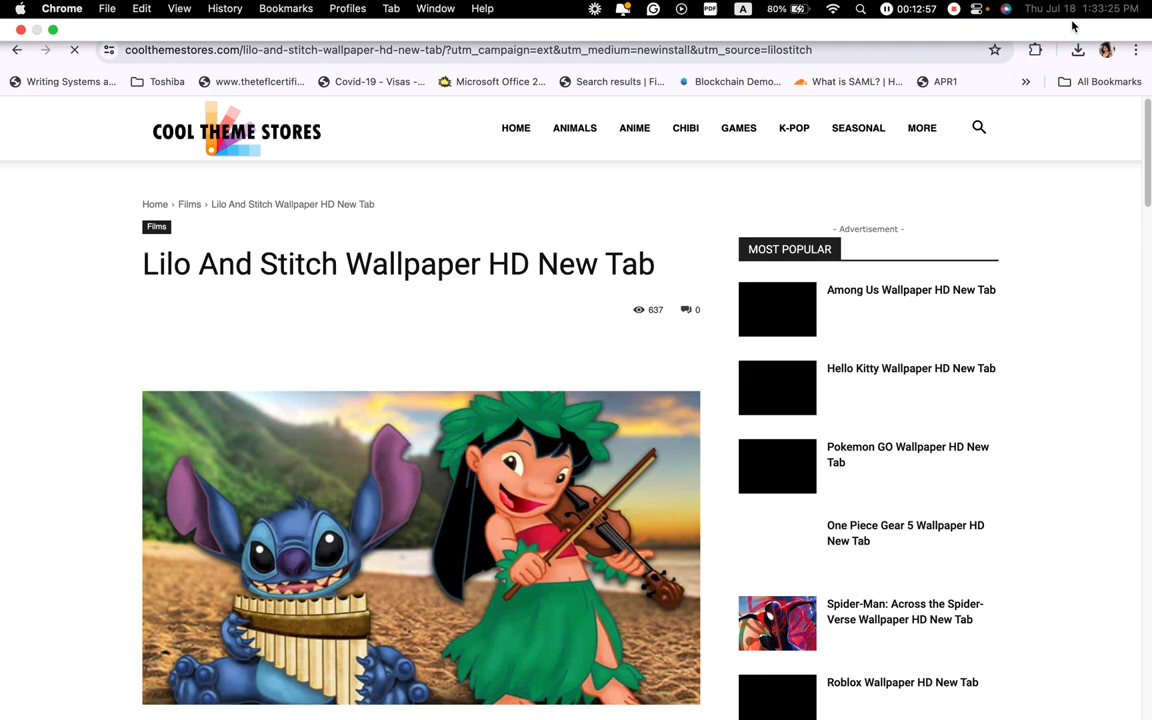 Chrome File Edit View History Bookmarks Profiles Tab Window Help PDF A 80% 00:12:57 Thu Jul 18 1:33:25 PM
coolthemestores.com/lilo-and-stitch-wallpaper-hd-new-tab/?utm_campaign=ext&utm_medium=newinstall&utm_source=lilostitch
Writing Systems a... Toshiba www.theteflcertifi... Covid-19 - Visas -... Microsoft Office 2... Search results | Fi... Blockchain Demo... What is SAML? | H... APR1 » All Bookmarks
COOL THEME STORES
HOME ANIMALS ANIME CHIBI GAMES K-POP SEASONAL MORE
Home › Films › Lilo And Stitch Wallpaper HD New Tab
Films
Lilo And Stitch Wallpaper HD New Tab
637 0
- Advertisement -
MOST POPULAR
Among Us Wallpaper HD New Tab
Hello Kitty Wallpaper HD New Tab
Pokemon GO Wallpaper HD New
Tab
One Piece Gear 5 Wallpaper HD
New Tab
Spider-Man: Across the Spider-
Verse Wallpaper HD New Tab
Roblox Wallpaper HD New Tab